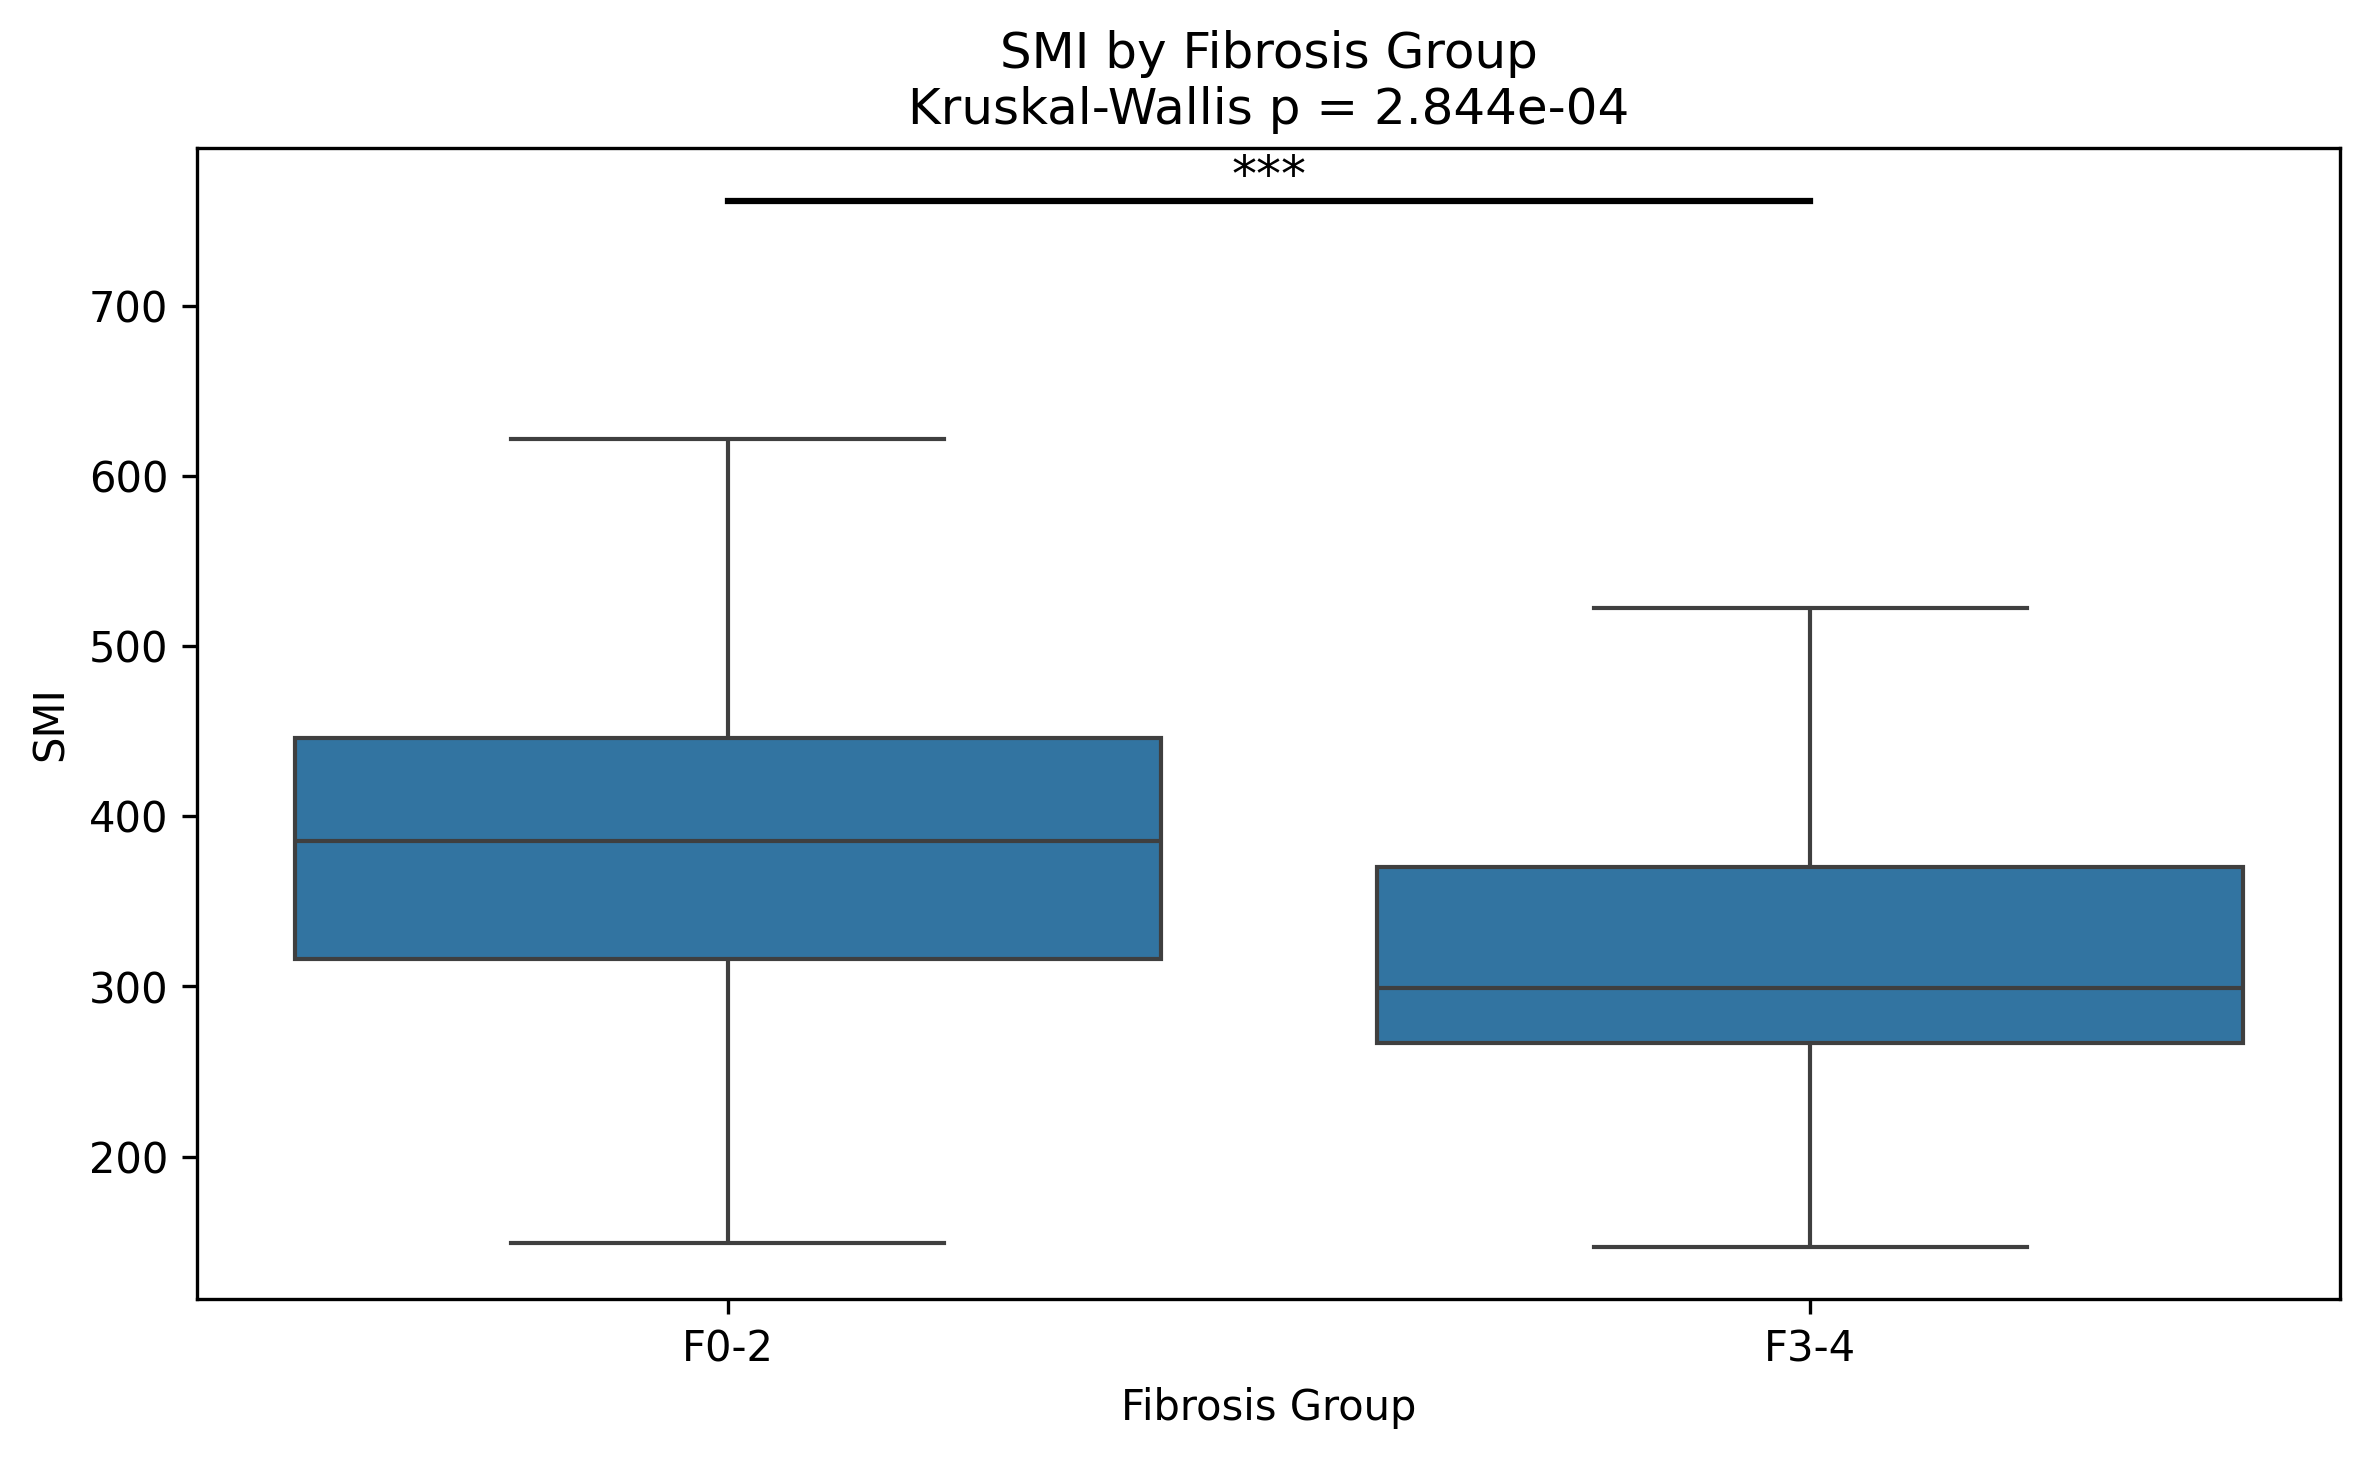 SMI by Fibrosis Group
Kruskal-Wallis p = 2.844e-04
***
700
600
500
400
300
200
SMI
F0-2
F3-4
Fibrosis Group